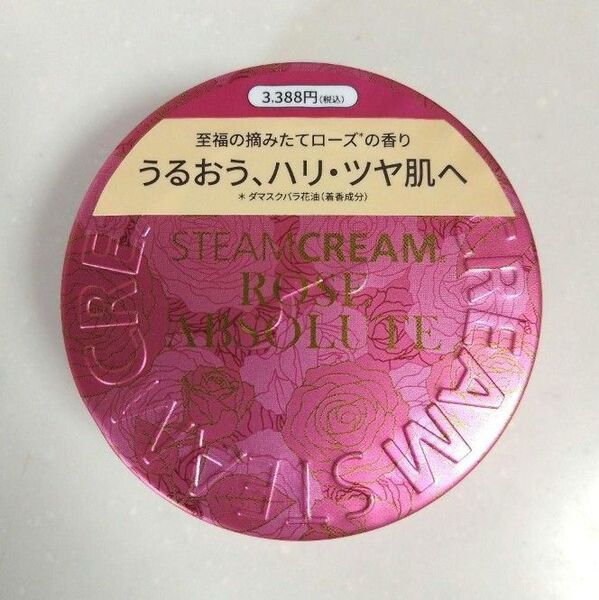 3.388円(税込)
至福の摘みたてローズ*の香り
うるおう、ハリ・ツヤ肌へ
* ダマスクバラ花油(着香成分)
STEAMCREAM
ROSE
ABSOLUTE
STEAM CREAM
CRE